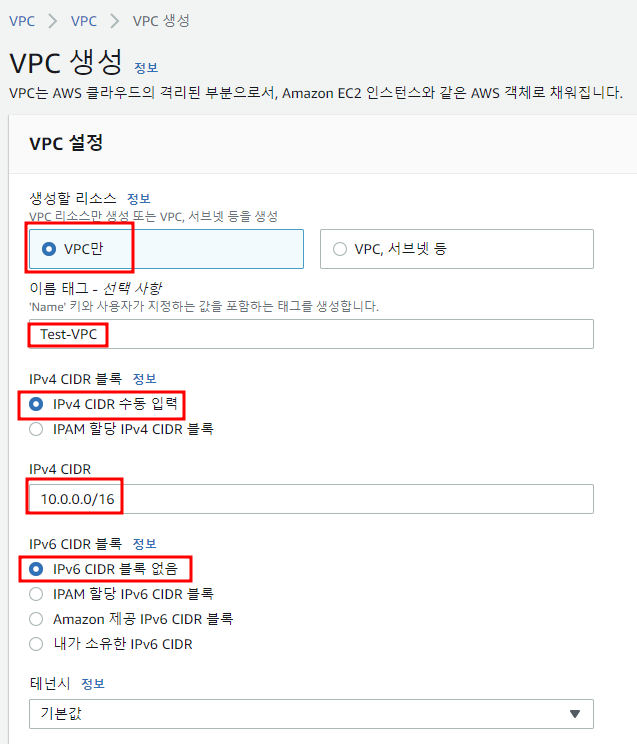 VPC > VPC > VPC 생성
VPC 생성 정보
VPC는 AWS 클라우드의 격리된 부분으로서, Amazon EC2 인스턴스와 같은 AWS 객체로 채워집니다.
VPC 설정
생성할 리소스 정보
VPC 리소스만 생성 또는 VPC, 서브넷 등을 생성
VPC만
VPC, 서브넷 등
이름 태그 - 선택 사항
'Name' 키와 사용자가 지정하는 값을 포함하는 태그를 생성합니다.
Test-VPC
IPv4 CIDR 블록 정보
IPv4 CIDR 수동 입력
IPAM 할당 IPv4 CIDR 블록
IPv4 CIDR
10.0.0.0/16
IPv6 CIDR 블록 정보
IPv6 CIDR 블록 없음
IPAM 할당 IPv6 CIDR 블록
Amazon 제공 IPv6 CIDR 블록
내가 소유한 IPv6 CIDR
테넌시 정보
기본값